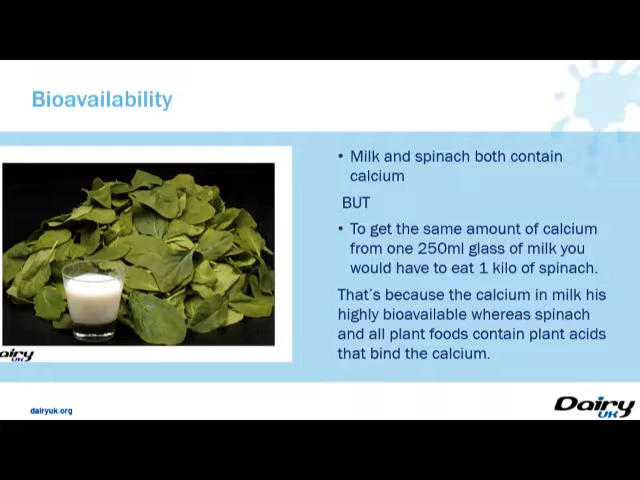 Bioavailability
• Milk and spinach both contain
calcium
BUT
• To get the same amount of calcium
from one 250ml glass of milk you
would have to eat 1 kilo of spinach.
That's because the calcium in milk his
highly bioavailable whereas spinach
and all plant foods contain plant acids
that bind the calcium.
Dairy
UK
dairyuk.org
Dairy
UK